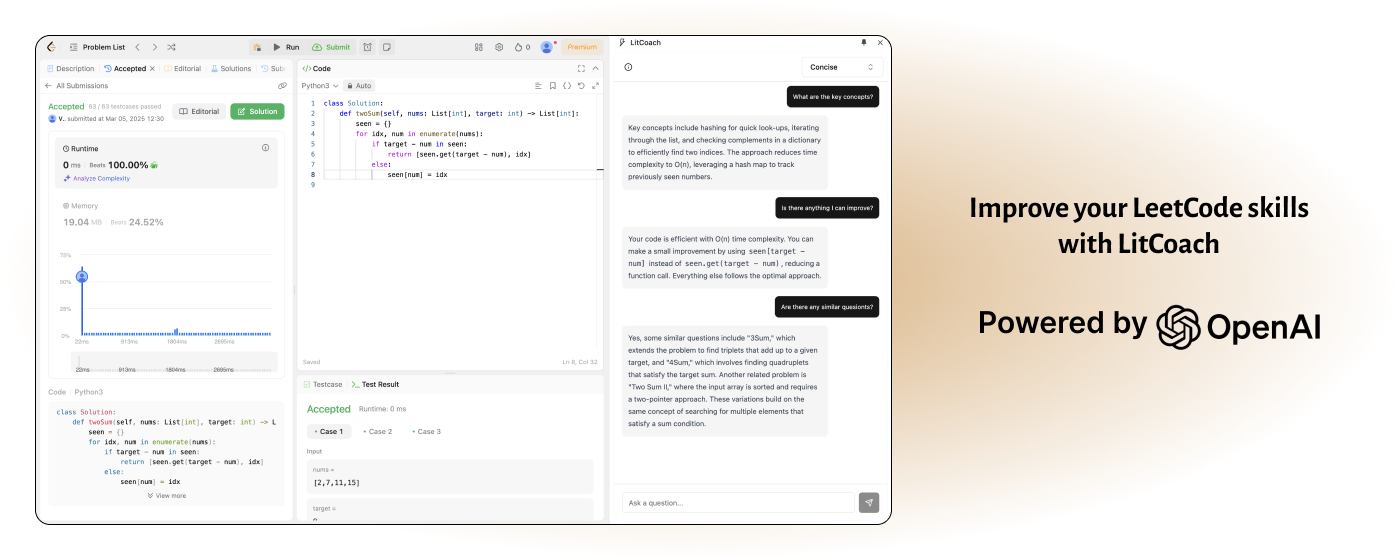 Problem List
Run
Submit
0
Premium
Description
Accepted
Editorial
Solutions
All Submissions
Accepted 63 / 63 testcases passed
V.. submitted at Mar 05, 2025 12:30
Editorial
Solution
Runtime
0 ms Beats 100.00%
Analyze Complexity
Memory
19.04 MB Beats 24.52%
75%
50%
25%
0%
22ms 913ms 1804ms 2695ms
22ms 913ms 1804ms 2695ms
Code Python3
class Solution:
def twoSum(self, nums: List[int], target: int) -> L
seen = {}
for idx, num in enumerate(nums):
if target - num in seen:
return [seen.get(target - num), idx]
else:
seen[num] = idx
View more
</> Code
Python3 Auto
1 class Solution:
2 def twoSum(self, nums: List[int], target: int) -> List[int]:
3 seen = {}
4 for idx, num in enumerate(nums):
5 if target - num in seen:
6 return [seen.get(target - num), idx]
7 else:
8 seen[num] = idx
9
Saved
Ln 8, Col 32
Testcase
Test Result
Accepted Runtime: 0 ms
• Case 1 • Case 2 • Case 3
Input
nums =
[2,7,11,15]
target =
LitCoach
Concise
What are the key concepts?
Key concepts include hashing for quick look-ups, iterating
through the list, and checking complements in a dictionary
to efficiently find two indices. The approach reduces time
complexity to O(n), leveraging a hash map to track
previously seen numbers.
Is there anything I can improve?
Your code is efficient with O(n) time complexity. You can
make a small improvement by using seen[target -
num] instead of seen.get(target - num), reducing a
function call. Everything else follows the optimal approach.
Are there any similar quesionts?
Yes, some similar questions include "3Sum," which
extends the problem to find triplets that add up to a given
target, and "4Sum," which involves finding quadruplets
that satisfy the target sum. Another related problem is
"Two Sum II," where the input array is sorted and requires
a two-pointer approach. These variations build on the
same concept of searching for multiple elements that
satisfy a sum condition.
Ask a question...
Improve your LeetCode skills
with LitCoach
Powered by OpenAI